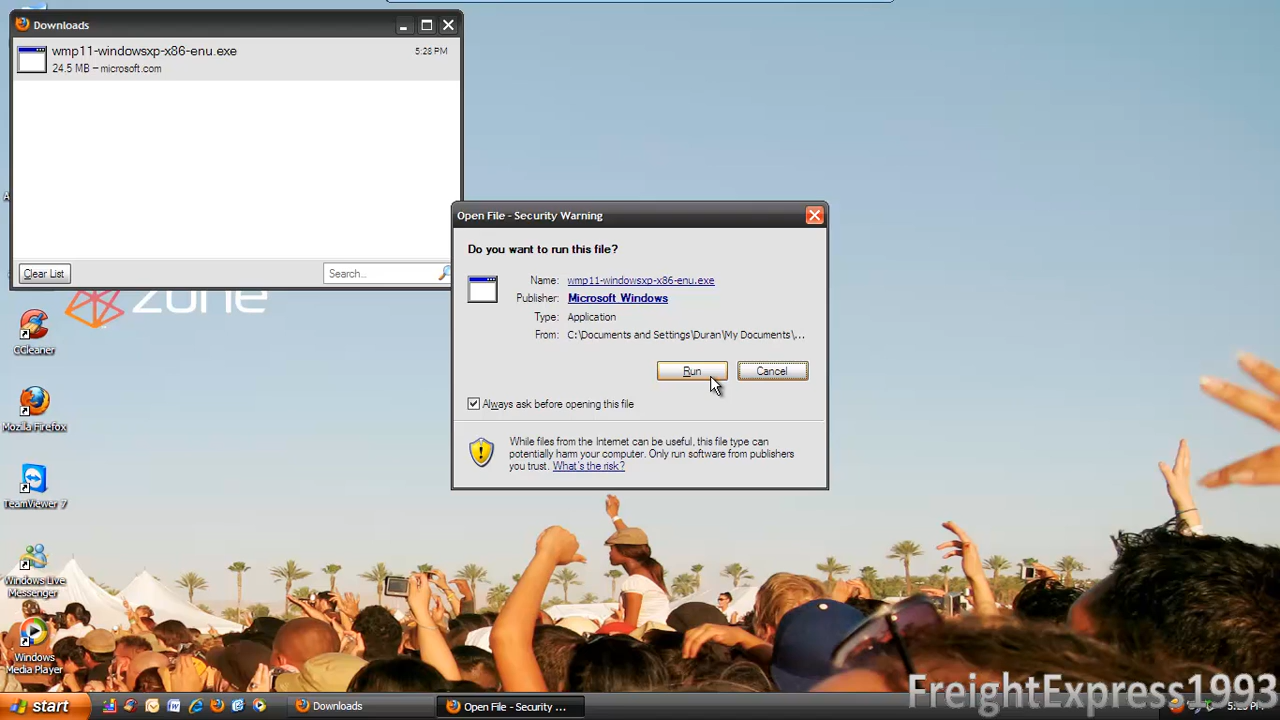 Downloads
wmp11-windowsxp-x86-enu.exe
5:28 PM
24.5 MB — microsoft.com
Clear List
Search...
zune
CCleaner
Mozilla Firefox
TeamViewer 7
Windows Live
Messenger
Windows
Media Player
Open File - Security Warning
Do you want to run this file?
Name: wmp11-windowsxp-x86-enu.exe
Publisher: Microsoft Windows
Type: Application
From: C:\Documents and Settings\Duran\My Documents\...
Run
Cancel
Always ask before opening this file
While files from the Internet can be useful, this file type can
potentially harm your computer. Only run software from publishers
you trust. What's the risk?
start
Downloads
Open File - Security ...
FreightExpress1993